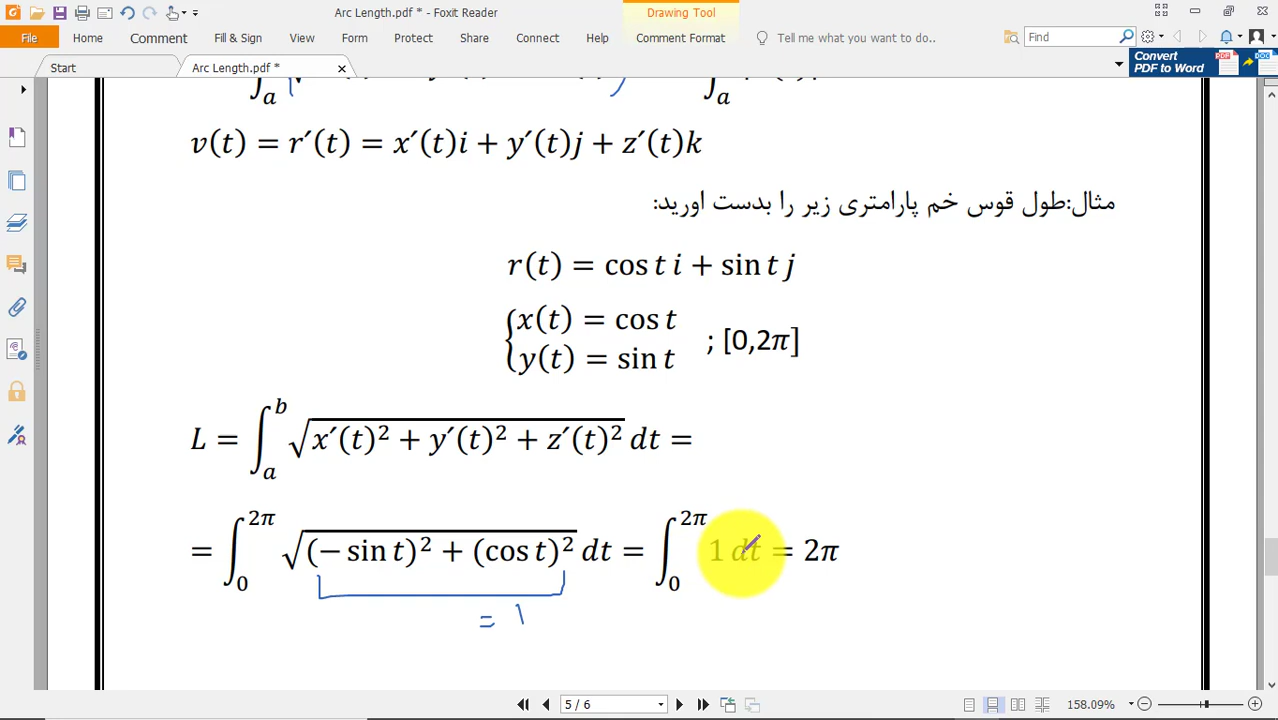 Arc Length.pdf * - Foxit Reader
Drawing Tool
File Home Comment Fill & Sign View Form Protect Share Connect Help Comment Format Tell me what you want to do.. Find
Start
Arc Length.pdf *
Convert
PDF to Word
v(t) = r′(t) = x′(t)i + y′(t)j + z′(t)k
مثال:طول قوس خم پارامتری زیر را بدست اورید:
r(t) = cos t i + sin t j
{x(t) = cos t
y(t) = sin t ; [0,2π]
L = ∫_a^b √(x′(t)² + y′(t)² + z′(t)²) dt =
= ∫_0^2π √((− sin t)² + (cos t)²) dt = ∫_0^2π 1 dt = 2π
= 1
5 / 6
158.09%